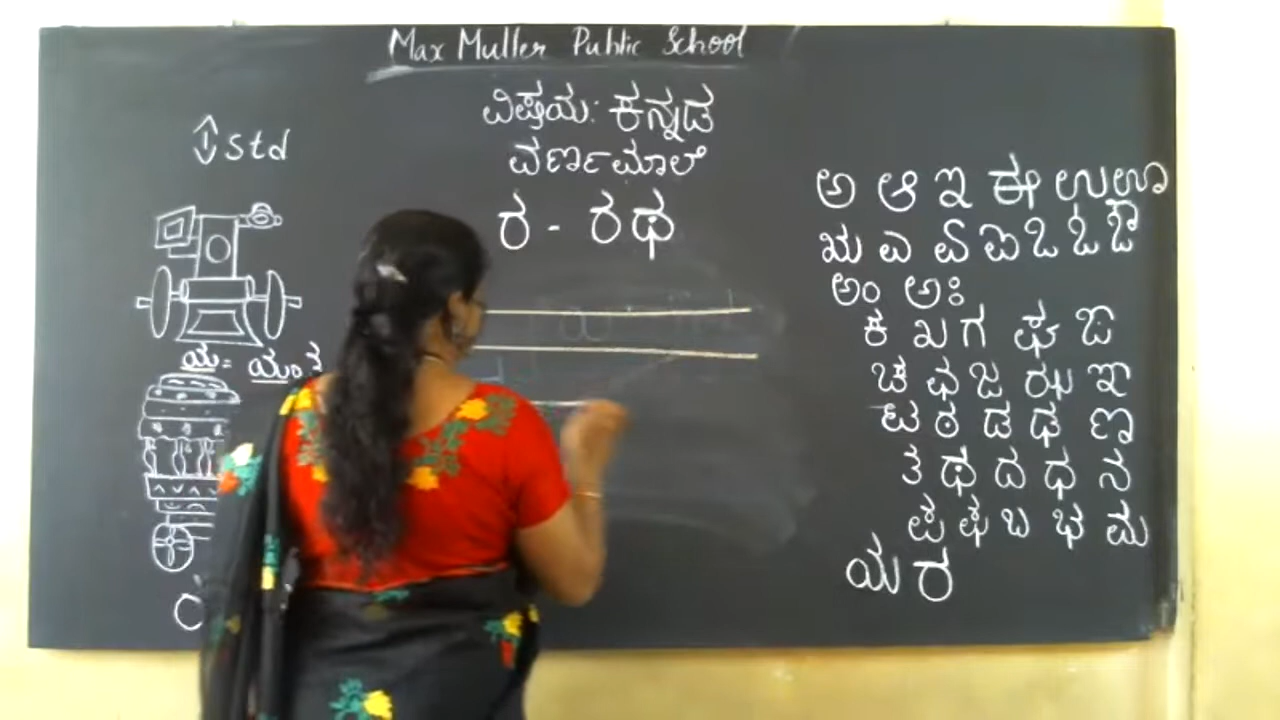 Max Muller Public School
ವಿಷಯ: ಕನ್ನಡ
ವರ್ಣಮಾಲೆ
I Std
ರ - ರಥ
ಯ =
ಅ ಆ ಇ ಈ ಉ ಊ
ಋ ಎ ಏ ಐ ಒ ಓ ಔ
ಅಂ ಅಃ
ಕ ಖ ಗ ಘ ಙ
ಚ ಛ ಜ ಝ ಞ
ಟ ಠ ಡ ಢ ಣ
ತ ಥ ದ ಧ ನ
ಪ ಫ ಬ ಭ ಮ
ಯ ರ